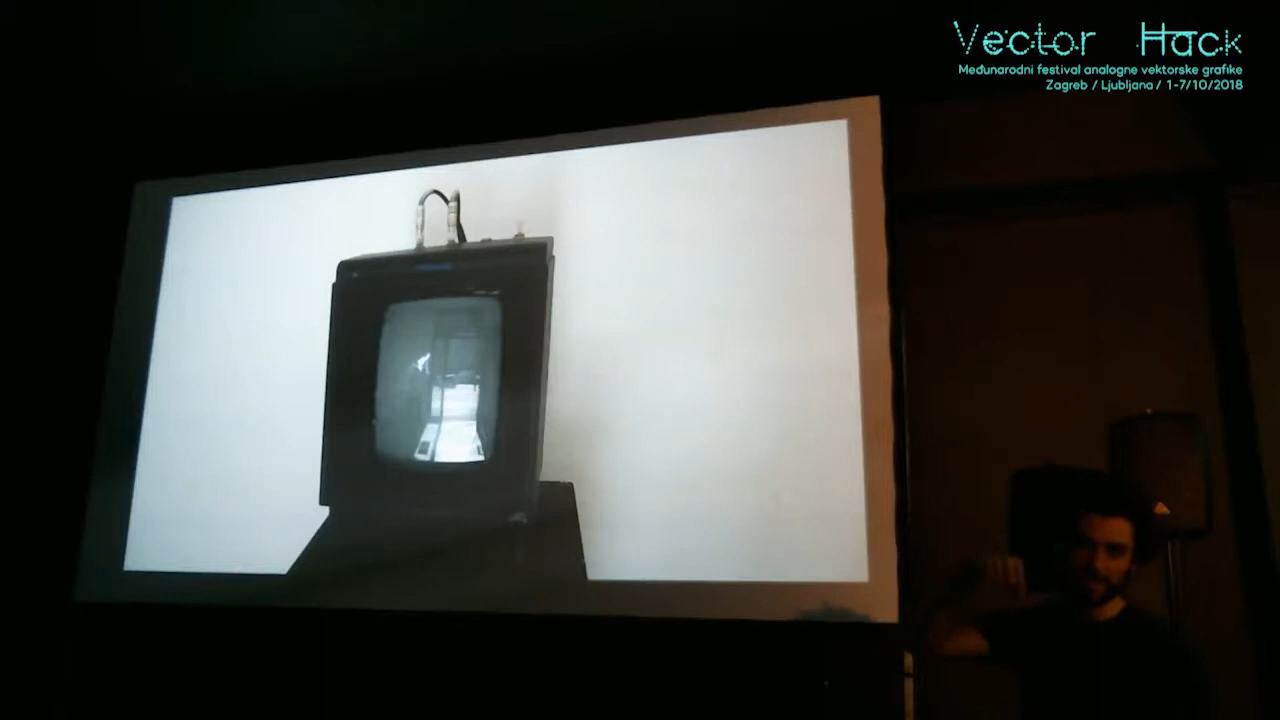 Vector Hack
Međunarodni festival analogne vektorske grafike
Zagreb / Ljubljana / 1-7/10/2018